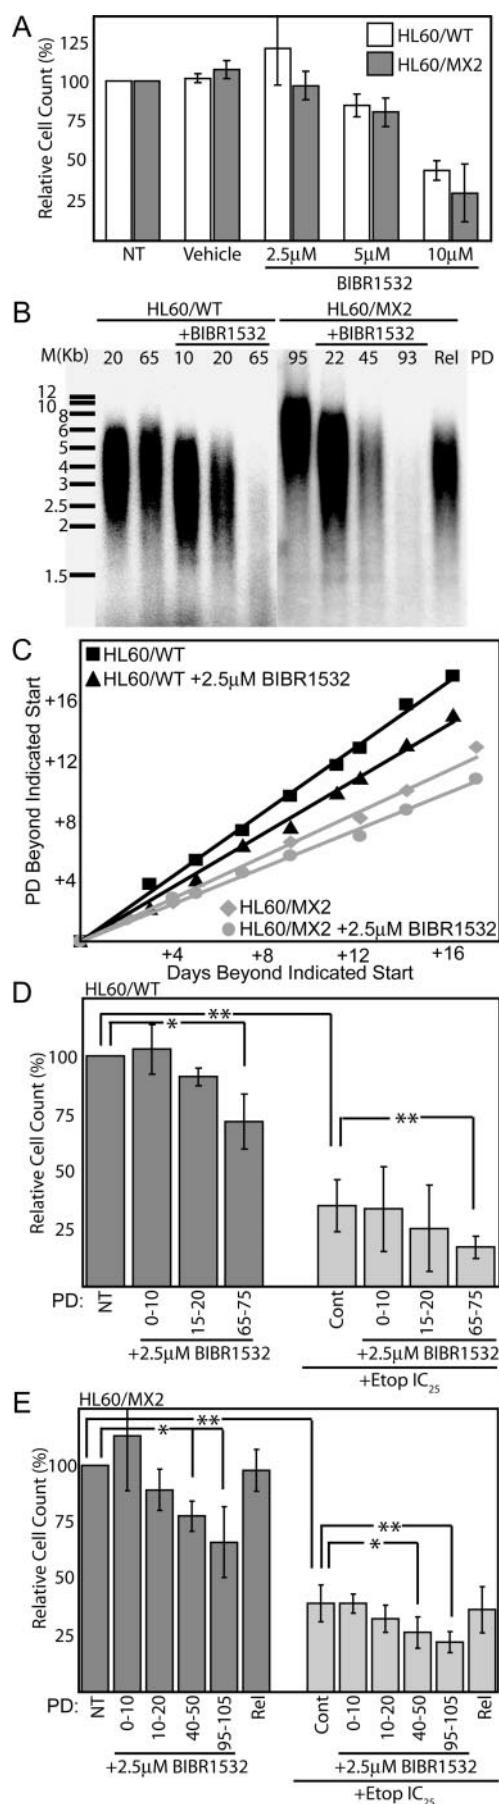 A
Relative Cell Count (%)
125
100
75
50
25
HL60/WT
HL60/MX2
NT Vehicle 2.5µM 5µM 10µM
BIBR1532
B
HL60/WT HL60/MX2
+BIBR1532 +BIBR1532
M(Kb) 20 65 10 20 65 95 22 45 93 Rel PD
12
10
8
6
5
4
3
2.5
2
1.5
C
PD Beyond Indicated Start
+16
+12
+8
+4
HL60/WT
HL60/WT +2.5µM BIBR1532
HL60/MX2
HL60/MX2 +2.5µM BIBR1532
+4 +8 +12 +16
Days Beyond Indicated Start
D
HL60/WT
Relative Cell Count (%)
100
75
50
25
**
*
**
PD: NT 0-10 15-20 65-75 Cont 0-10 15-20 65-75
+2.5µM BIBR1532 +2.5µM BIBR1532
+Etop IC25
E
HL60/MX2
Relative Cell Count (%)
100
75
50
25
**
*
**
*
PD: NT 0-10 10-20 40-50 95-105 Rel Cont 0-10 10-20 40-50 95-105 Rel
+2.5µM BIBR1532 +2.5µM BIBR1532
+Etop IC25